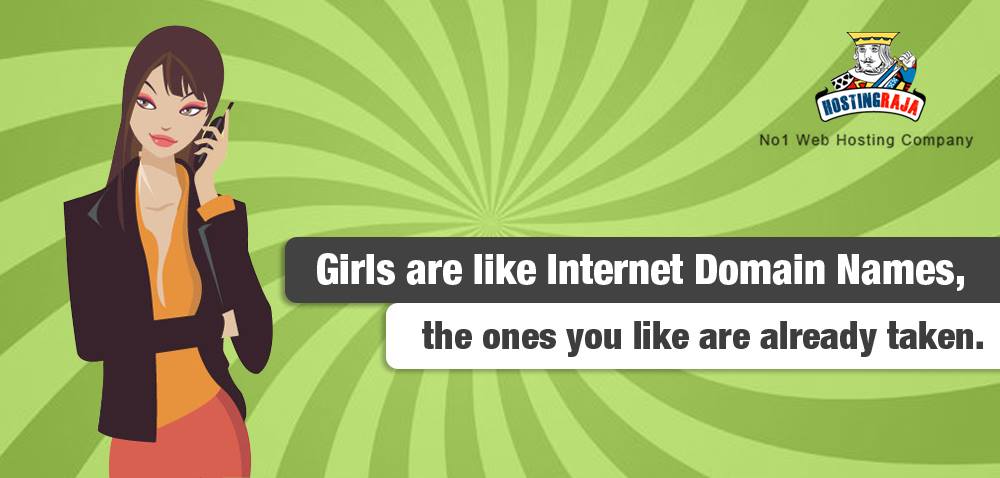 HOSTINGRAJA
No1 Web Hosting Company
Girls are like Internet Domain Names,
the ones you like are already taken.